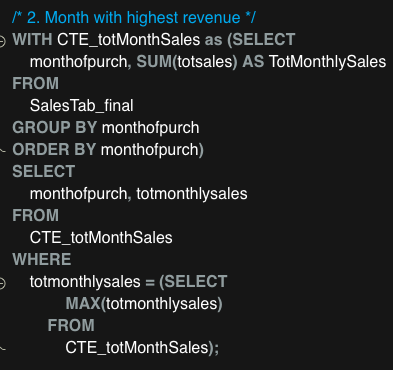 /* 2. Month with highest revenue */
WITH CTE_totMonthSales as (SELECT
monthofpurch, SUM(totsales) AS TotMonthlySales
FROM
SalesTab_final
GROUP BY monthofpurch
ORDER BY monthofpurch)
SELECT
monthofpurch, totmonthlysales
FROM
CTE_totMonthSales
WHERE
totmonthlysales = (SELECT
MAX(totmonthlysales)
FROM
CTE_totMonthSales);